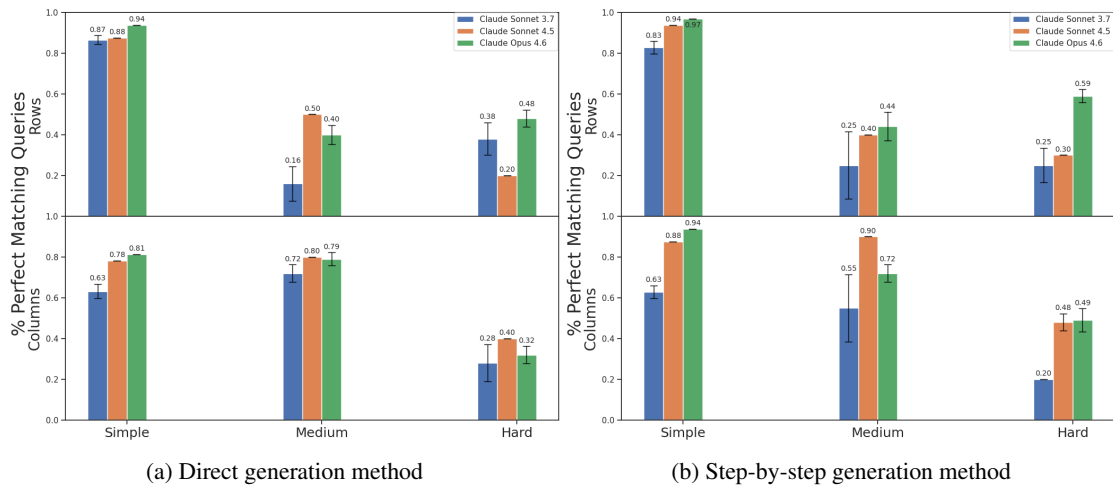 % Perfect Matching Queries
Rows
Columns
1.0
0.8
0.6
0.4
0.2
1.0
0.8
0.6
0.4
0.2
0.0
0.87
0.88
0.94
0.16
0.50
0.40
0.38
0.20
0.48
Claude Sonnet 3.7
Claude Sonnet 4.5
Claude Opus 4.6
0.63
0.78
0.81
0.72
0.80
0.79
0.28
0.40
0.32
Simple
Medium
Hard
(a) Direct generation method
% Perfect Matching Queries
Rows
Columns
1.0
0.8
0.6
0.4
0.2
1.0
0.8
0.6
0.4
0.2
0.0
0.83
0.94
0.97
0.25
0.40
0.44
0.25
0.30
0.59
Claude Sonnet 3.7
Claude Sonnet 4.5
Claude Opus 4.6
0.63
0.88
0.94
0.55
0.90
0.72
0.20
0.48
0.49
Simple
Medium
Hard
(b) Step-by-step generation method